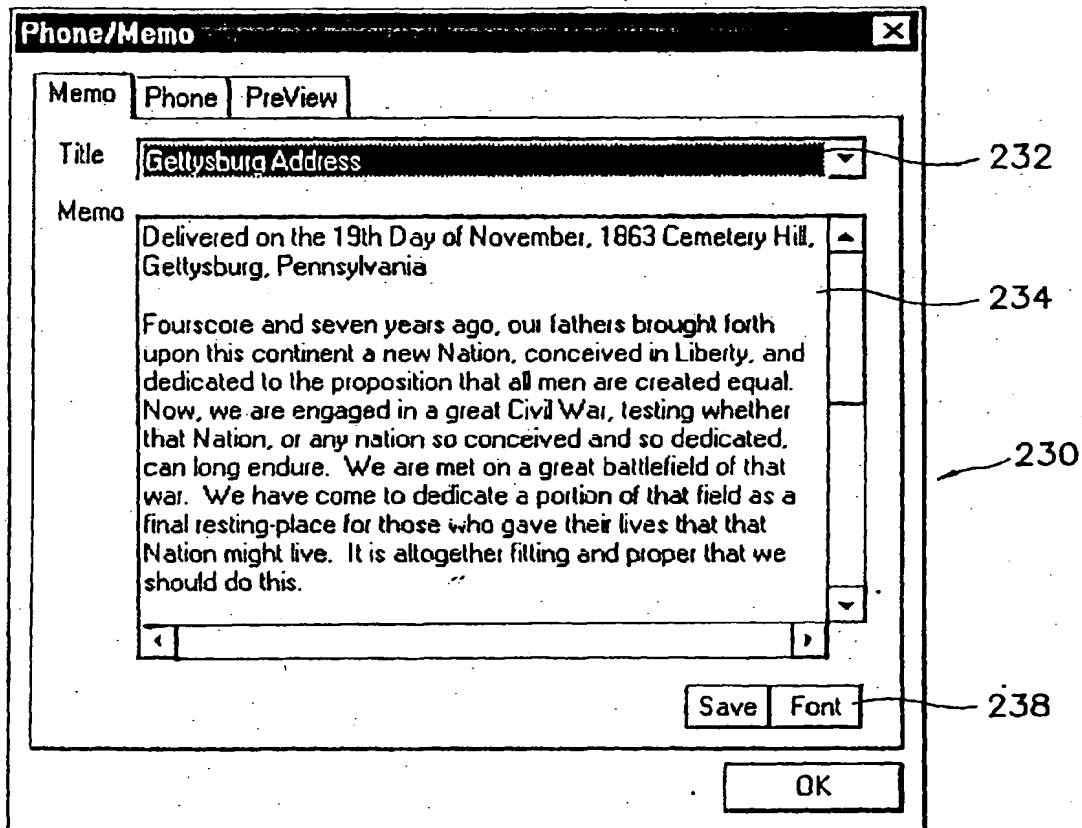 Phone/Memo
Memo Phone PreView
Title Gettysburg Address 232
Memo
Delivered on the 19th Day of November, 1863 Cemetery Hill,
Gettysburg, Pennsylvania
234
Fourscore and seven years ago, our fathers brought forth
upon this continent a new Nation, conceived in Liberty, and
dedicated to the proposition that all men are created equal.
Now, we are engaged in a great Civil War, testing whether
that Nation, or any nation so conceived and so dedicated,
can long endure. We are met on a great battlefield of that
230
war. We have come to dedicate a portion of that field as a
final resting-place for those who gave their lives that that
Nation might live. It is altogether fitting and proper that we
should do this.
Save Font 238
OK